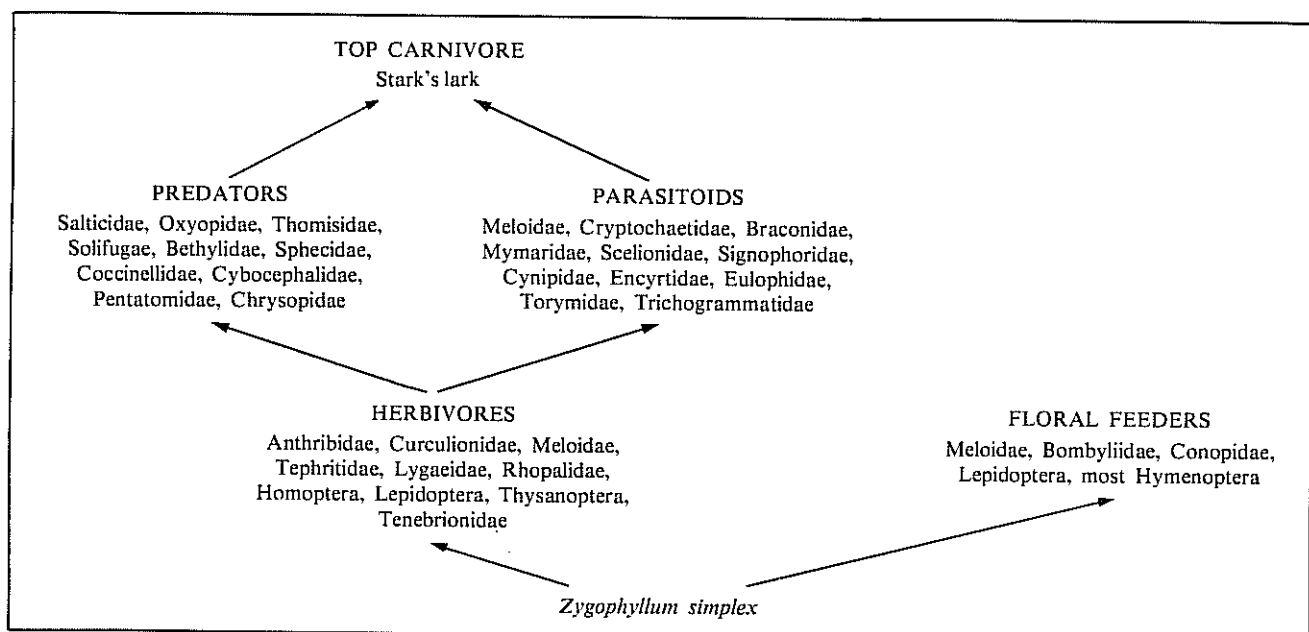 TOP CARNIVORE
Stark's lark
PREDATORS
Salticidae, Oxyopidae, Thomisidae,
Solifugae, Bethylidae, Sphecidae,
Coccinellidae, Cybocephalidae,
Pentatomidae, Chrysopidae
PARASITOIDS
Meloidae, Cryptochaetidae, Braconidae,
Mymaridae, Scelionidae, Signophoridae,
Cynipidae, Encyrtidae, Eulophidae,
Torymidae, Trichogrammatidae
HERBIVORES
Anthribidae, Curculionidae, Meloidae,
Tephritidae, Lygaeidae, Rhopalidae,
Homoptera, Lepidoptera, Thysanoptera,
Tenebrionidae
FLORAL FEEDERS
Meloidae, Bombyliidae, Conopidae,
Lepidoptera, most Hymenoptera
Zygophyllum simplex